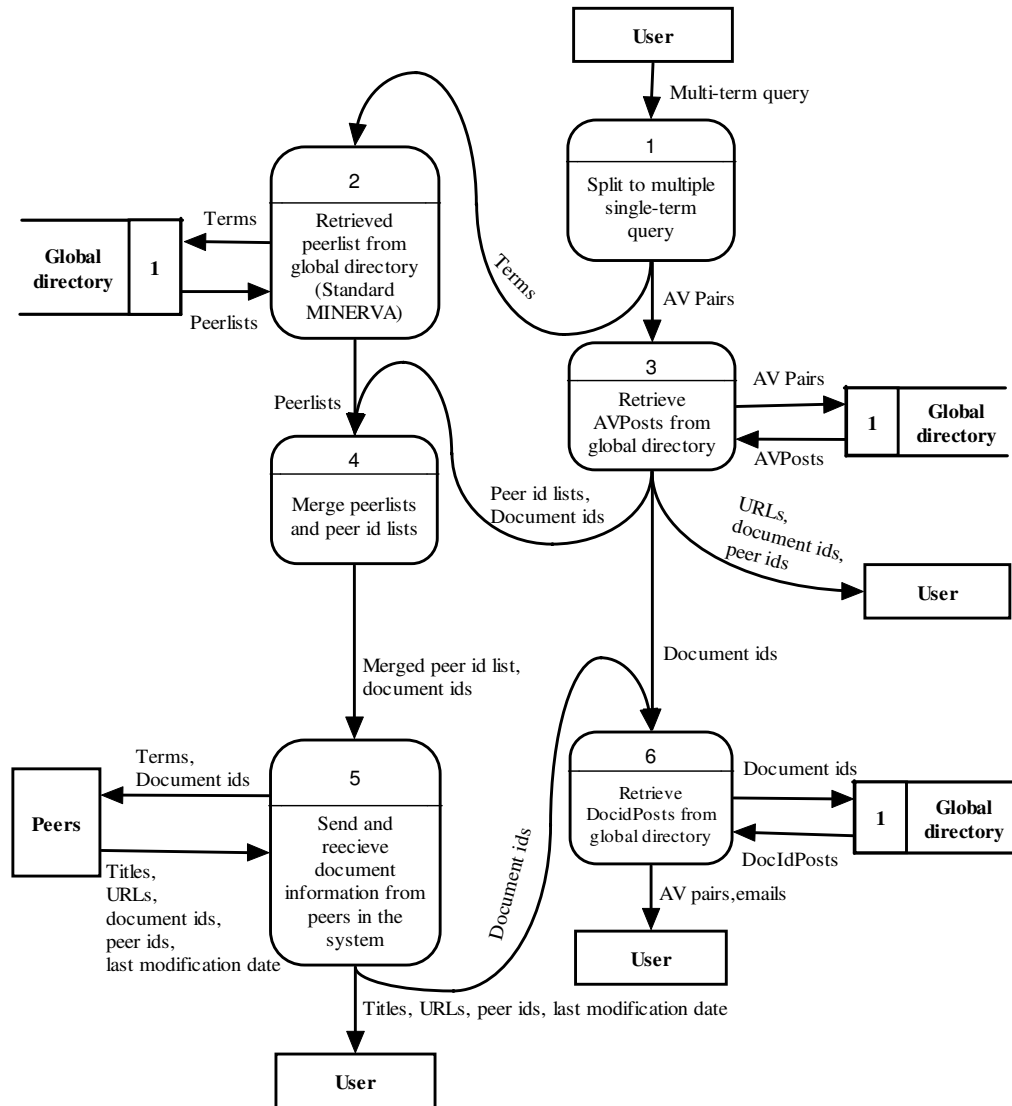 User
Multi-term query
1
Split to multiple
single-term
query
2
Retrieved
peerlist from
global directory
(Standard
MINERVA)
Terms
Global
directory
1
Peerlists
Terms
AV Pairs
3
Retrieve
AVPosts from
global directory
AV Pairs
1
Global
directory
AVPosts
Peerlists
4
Merge peerlists
and peer id lists
Peer id lists,
Document ids
URLs,
document ids,
peer ids
User
Merged peer id list,
document ids
Document ids
5
Send and
reecieve
document
information from
peers in the
system
Terms,
Document ids
Peers
Titles,
URLs,
document ids,
peer ids,
last modification date
Document ids
6
Retrieve
DocidPosts from
global directory
Document ids
1
Global
directory
DocIdPosts
AV pairs,emails
User
Titles, URLs, peer ids, last modification date
User